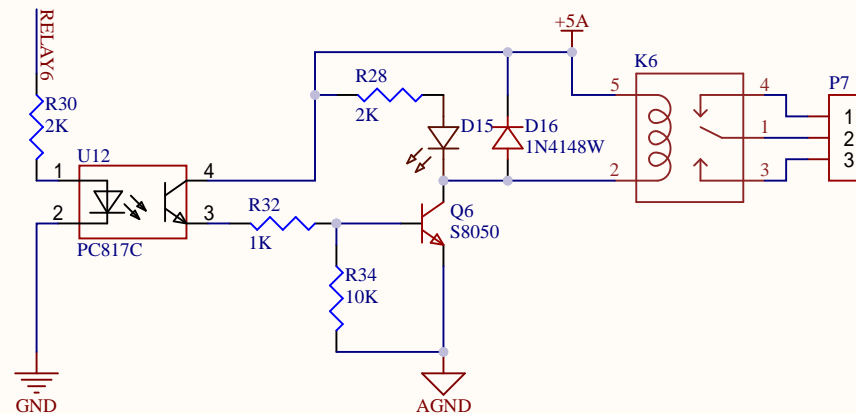 RELAY6
+5A
R30
2K
R28
2K
D15
D16
1N4148W
K6
5
2
4
1
3
P7
1
2
3
U12
1
2
4
3
PC817C
R32
1K
Q6
S8050
R34
10K
GND
AGND